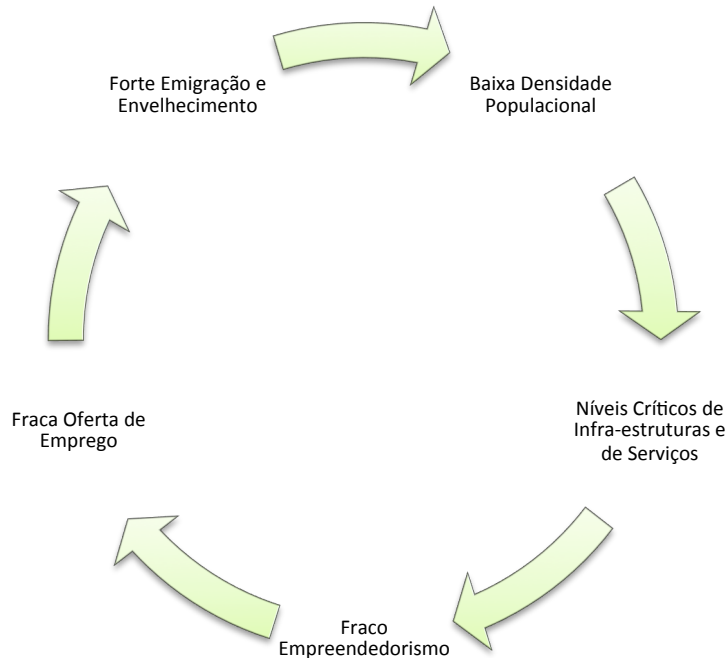 Forte Emigração e
Envelhecimento
Baixa Densidade
Populacional
Níveis Críticos de
Infra-estruturas e
de Serviços
Fraco
Empreendedorismo
Fraca Oferta de
Emprego